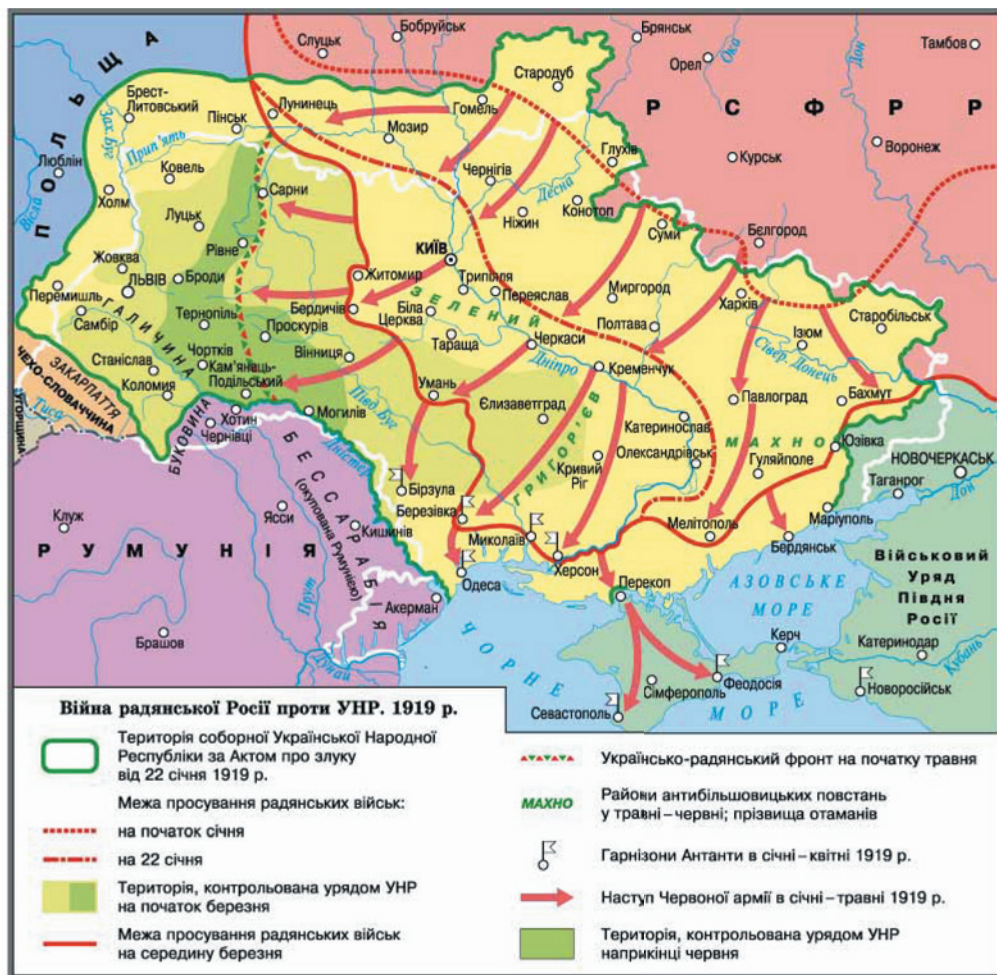 ПОЛЬЩА
Слуцьк
Бобруйськ
Брянськ
Ока
Орел
Дон
Тамбов
Стародуб
Р С Ф Р Р
Брест-
Литовський
Пінськ
Лунинець
Гомель
Мозир
Зах. Буг
Прип'ять
Люблін
Вісла
Ковель
Холм
Сарни
Чернігів
Десна
Глухів
Курськ
Воронеж
Луцьк
Рівне
Ніжин
Конотоп
Суми
Бєлгород
КИЇВ
Жовква
ЛЬВІВ
Броди
Житомир
Трипілля
Переяслав
Миргород
Харків
Перемишль
Самбір
ГАЛИЧИНА
Тернопіль
Бердичів
Біла
Церква
ЗЕЛЕНИЙ
Полтава
Ізюм
Старобільськ
Проскурів
Вінниця
Тараща
Черкаси
Дніпро
Сівер. Донець
Станіслав
Чортків
Коломия
Кам'янець-
Подільський
Умань
Кременчук
Павлоград
Бахмут
ЗАКАРПАТТЯ
ЧЕХО-СЛОВАЧЧИНА
Тиса
УГОРЩИНА
БУКОВИНА
Хотин
Чернівці
Могилів
Півд. Буг
Єлизаветград
Катеринослав
МАХНО
Юзівка
Дністер
ГРИГОР'ЄВ
Кривий
Ріг
Олександрівськ
Гуляйполе
НОВОЧЕРКАСЬК
Таганрог
Дон
Клуж
Ясси
БЕССАРАБІЯ
(окупована Румунією)
Бірзула
Березівка
Кишинів
Миколаїв
Мелітополь
Маріуполь
Бердянськ
РУМУНІЯ
Прут
Одеса
Херсон
Перекоп
АЗОВСЬКЕ
МОРЕ
Військовий
Уряд
Півдня
Росії
Акерман
Брашов
Дунай
ЧОРНЕ
МОРЕ
Керч
Катеринодар
Кубань
Сімферополь
Феодосія
Севастополь
Новоросійськ
Війна радянської Росії проти УНР. 1919 р.
Територія соборної Української Народної
Республіки за Актом про злуку
від 22 січня 1919 р.
Межа просування радянських військ:
на початок січня
на 22 січня
Територія, контрольована урядом УНР
на початок березня
Межа просування радянських військ
на середину березня
Українсько-радянський фронт на початку травня
МАХНО
Райони антибільшовицьких повстань
у травні–червні; прізвища отаманів
Гарнізони Антанти в січні–квітні 1919 р.
Наступ Червоної армії в січні–травні 1919 р.
Територія, контрольована урядом УНР
наприкінці червня